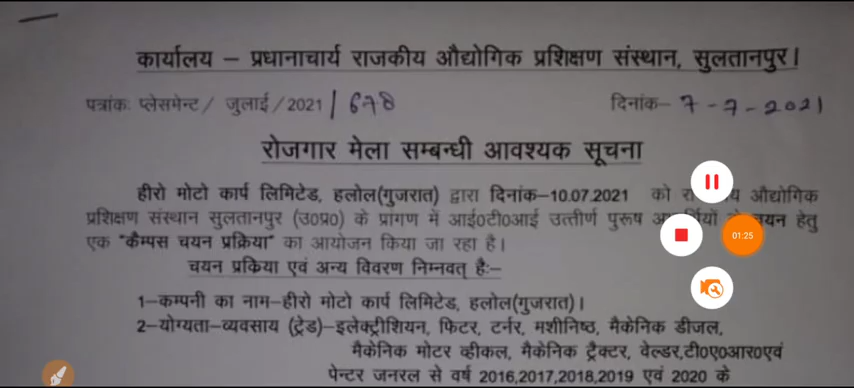 कार्यालय – प्रधानाचार्य राजकीय औद्योगिक प्रशिक्षण संस्थान, सुलतानपुर।
पत्रांकः प्लेसमेन्ट/ जुलाई/2021/678 दिनांक– 7-7-2021
रोजगार मेला सम्बन्धी आवश्यक सूचना
हीरो मोटो कार्प लिमिटेड, हलोल(गुजरात) द्वारा दिनांक–10.07.2021 को औद्योगिक
प्रशिक्षण संस्थान सुलतानपुर (उ0प्र0) के प्रांगण में आई0टी0आई उत्तीर्ण पुरूष चयन हेतु
एक "कैम्पस चयन प्रक्रिया" का आयोजन किया जा रहा है।
01:25
चयन प्रकिया एवं अन्य विवरण निम्नवत् हैः–
1–कम्पनी का नाम–हीरो मोटो कार्प लिमिटेड, हलोल(गुजरात)।
2–योग्यता–व्यवसाय (ट्रेड)–इलेक्ट्रीशियन, फिटर, टर्नर, मशीनिष्ठ, मैकेनिक डीजल,
मैकेनिक मोटर व्हीकल, मैकेनिक ट्रैक्टर, वेल्डर,टी0ए0आर0एवं
पेन्टर जनरल से वर्ष 2016,2017,2018,2019 एवं 2020 के